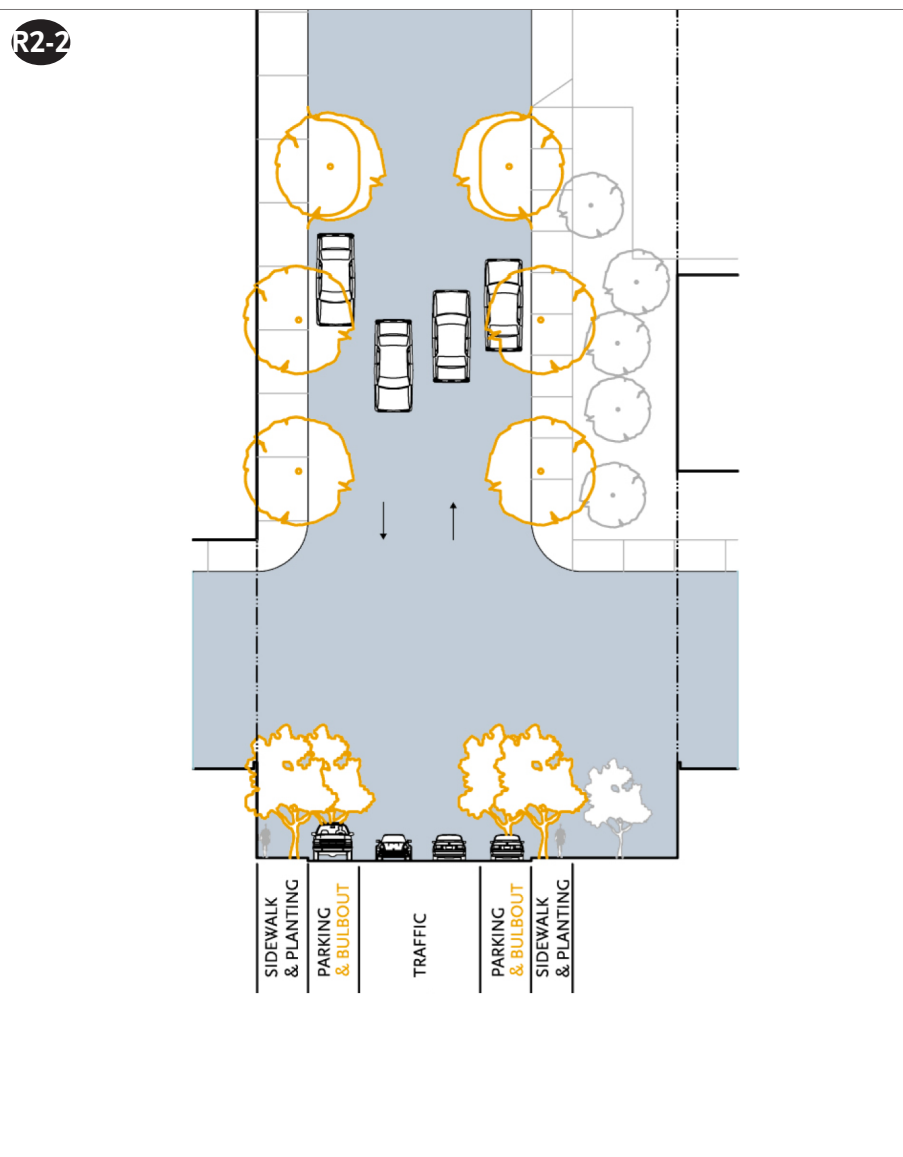 R2-2
SIDEWALK
& PLANTING
PARKING
& BULBOUT
TRAFFIC
PARKING
& BULBOUT
SIDEWALK
& PLANTING